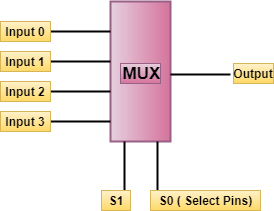 Input 0
Input 1
Input 2
Input 3
MUX
Output
S1
S0 ( Select Pins)